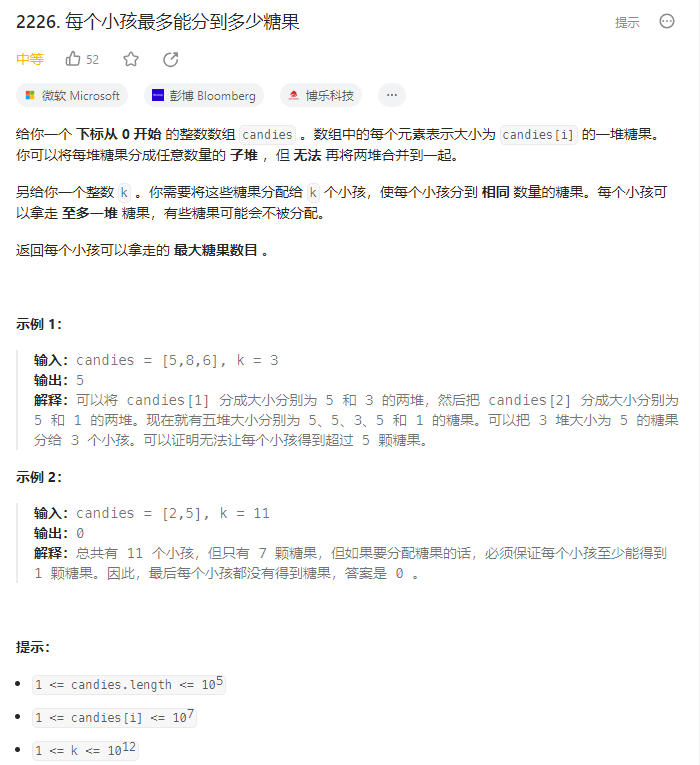 2226. 每个小孩最多能分到多少糖果
提示
中等 52
微软 Microsoft 彭博 Bloomberg 博乐科技 ...
给你一个 下标从 0 开始 的整数数组 candies 。数组中的每个元素表示大小为 candies[i] 的一堆糖果。
你可以将每堆糖果分成任意数量的 子堆 ，但 无法 再将两堆合并到一起。
另给你一个整数 k 。你需要将这些糖果分配给 k 个小孩，使每个小孩分到 相同 数量的糖果。每个小孩可
以拿走 至多一堆 糖果，有些糖果可能会不被分配。
返回每个小孩可以拿走的 最大糖果数目 。
示例 1：
输入：candies = [5,8,6], k = 3
输出：5
解释：可以将 candies[1] 分成大小分别为 5 和 3 的两堆，然后把 candies[2] 分成大小分别为
5 和 1 的两堆。现在就有五堆大小分别为 5、5、3、5 和 1 的糖果。可以把 3 堆大小为 5 的糖果
分给 3 个小孩。可以证明无法让每个小孩得到超过 5 颗糖果。
示例 2：
输入：candies = [2,5], k = 11
输出：0
解释：总共有 11 个小孩，但只有 7 颗糖果，但如果要分配糖果的话，必须保证每个小孩至少能得到
1 颗糖果。因此，最后每个小孩都没有得到糖果，答案是 0 。
提示：
1 <= candies.length <= 10⁵
1 <= candies[i] <= 10⁷
1 <= k <= 10¹²